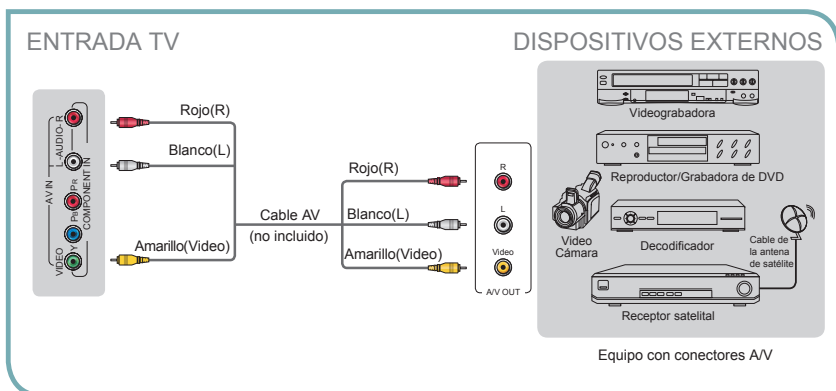 ENTRADA TV
DISPOSITIVOS EXTERNOS
AV IN
L-AUDIO-R
VIDEO
Y PB PR
COMPONENT IN
Rojo(R)
Blanco(L)
Amarillo(Video)
Cable AV
(no incluido)
Rojo(R)
Blanco(L)
Amarillo(Video)
R
L
Video
A/V OUT
Videograbadora
Reproductor/Grabadora de DVD
Video
Cámara
Decodificador
Cable de
la antena
de satélite
Receptor satelital
Equipo con conectores A/V